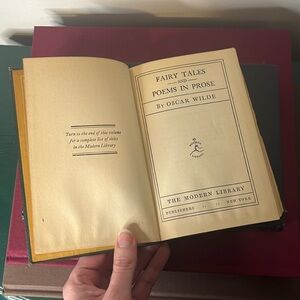 Turn to the end of this volume
for a complete list of titles
in the Modern Library
FAIRY TALES
AND
POEMS IN PROSE
BY OSCAR WILDE
THE MODERN LIBRARY
PUBLISHERS : : NEW YORK